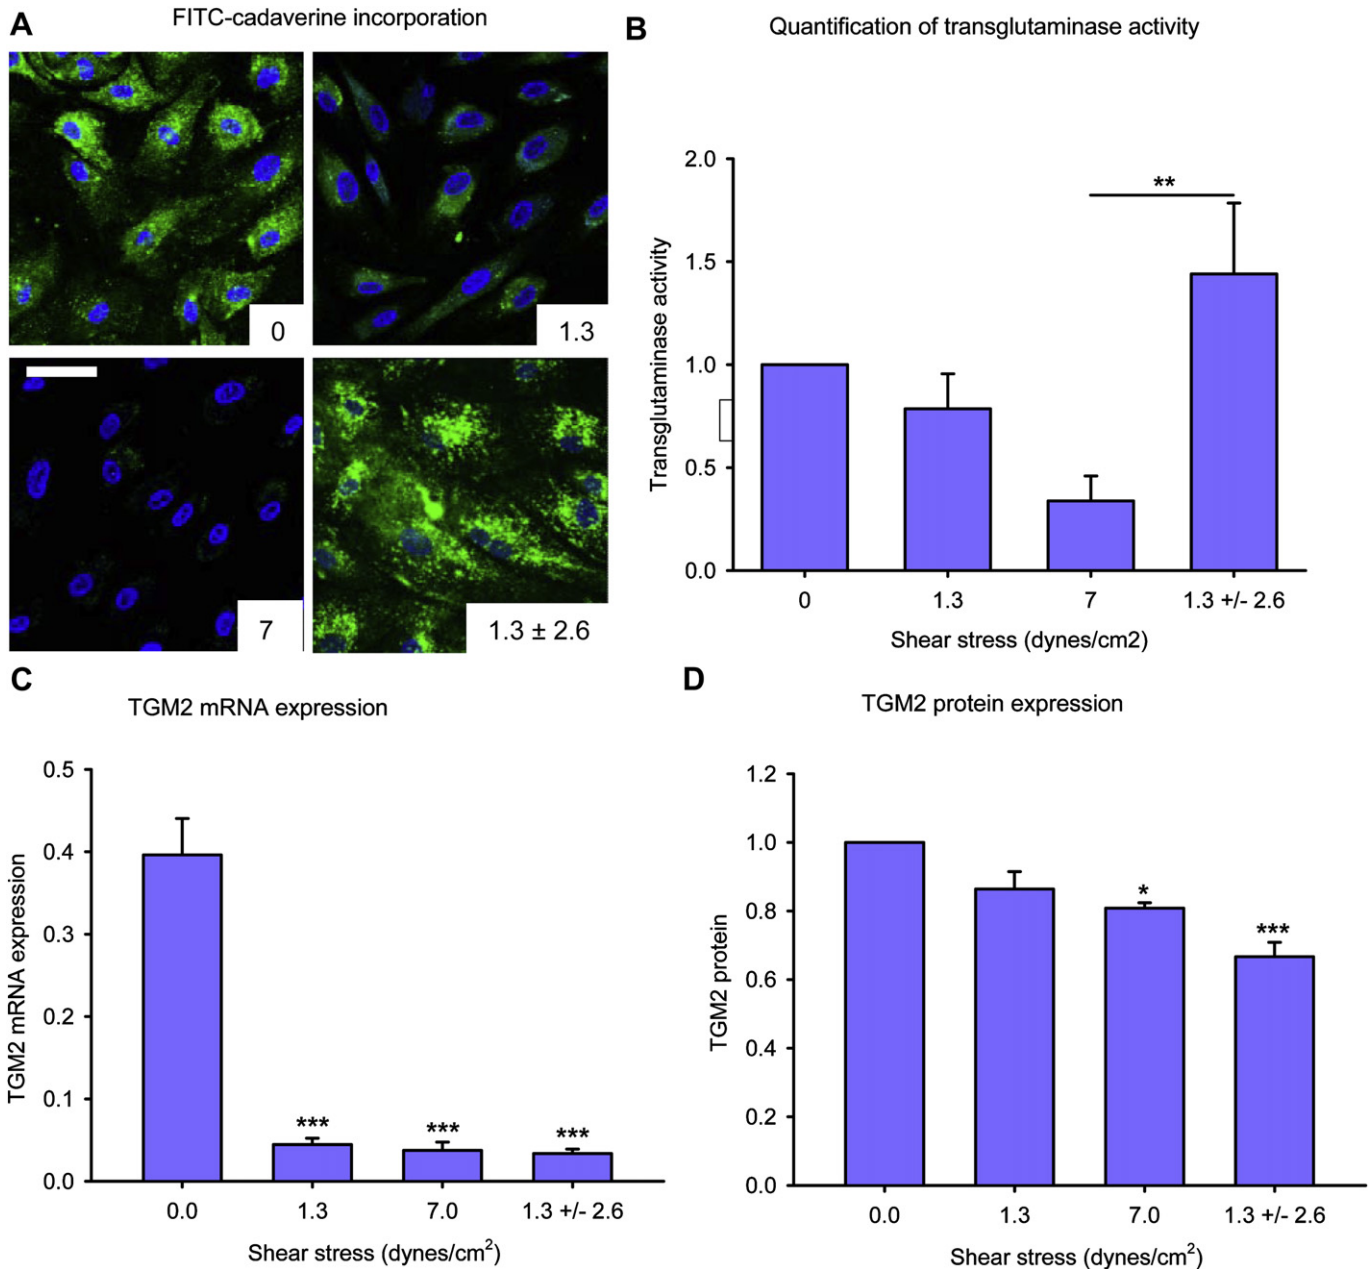 A
FITC-cadaverine incorporation
0
1.3
7
1.3 ± 2.6
B
Quantification of transglutaminase activity
Transglutaminase activity
2.0
1.5
1.0
0.5
0.0
**
0
1.3
7
1.3 +/- 2.6
Shear stress (dynes/cm2)
C
TGM2 mRNA expression
TGM2 mRNA expression
0.5
0.4
0.3
0.2
0.1
0.0
***
***
***
0.0
1.3
7.0
1.3 +/- 2.6
Shear stress (dynes/cm²)
D
TGM2 protein expression
TGM2 protein
1.2
1.0
0.8
0.6
0.4
0.2
0.0
*
***
0.0
1.3
7.0
1.3 +/- 2.6
Shear stress (dynes/cm²)